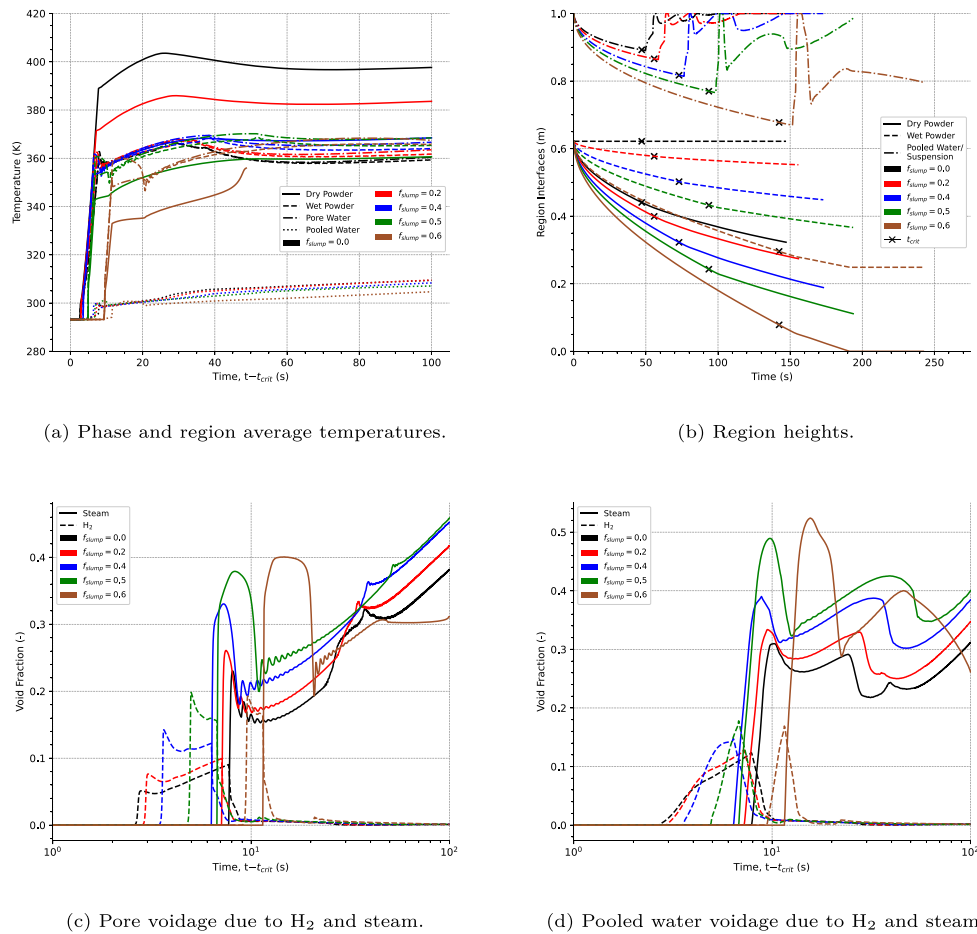 420
400
380
360
340
320
300
280
Temperature (K)
0
20
40
60
80
100
Time, t−t_crit (s)
Dry Powder
Wet Powder
Pore Water
Pooled Water
f_slump = 0.0
f_slump = 0.2
f_slump = 0.4
f_slump = 0.5
f_slump = 0.6
(a) Phase and region average temperatures.
1.0
0.8
0.6
0.4
0.2
0.0
Region Interfaces (m)
0
50
100
150
200
250
Time (s)
Dry Powder
Wet Powder
Pooled Water/
Suspension
f_slump = 0.0
f_slump = 0.2
f_slump = 0.4
f_slump = 0.5
f_slump = 0.6
t_crit
(b) Region heights.
Steam
H₂
f_slump = 0.0
f_slump = 0.2
f_slump = 0.4
f_slump = 0.5
f_slump = 0.6
0.4
0.3
0.2
0.1
0.0
Void Fraction (-)
10⁰
10¹
10²
Time, t−t_crit (s)
(c) Pore voidage due to H₂ and steam.
Steam
H₂
f_slump = 0.0
f_slump = 0.2
f_slump = 0.4
f_slump = 0.5
f_slump = 0.6
0.5
0.4
0.3
0.2
0.1
0.0
Void Fraction (-)
10⁰
10¹
10²
Time, t−t_crit (s)
(d) Pooled water voidage due to H₂ and steam